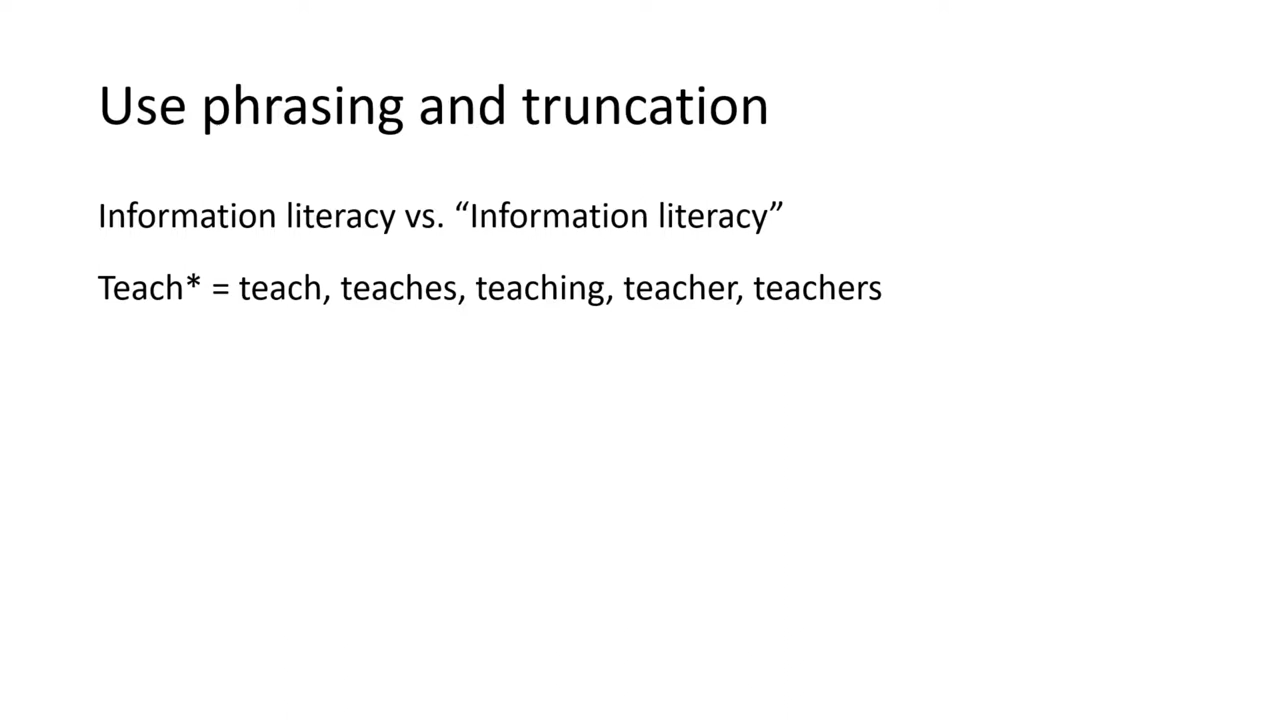 Use phrasing and truncation
Information literacy vs. “Information literacy”
Teach* = teach, teaches, teaching, teacher, teachers